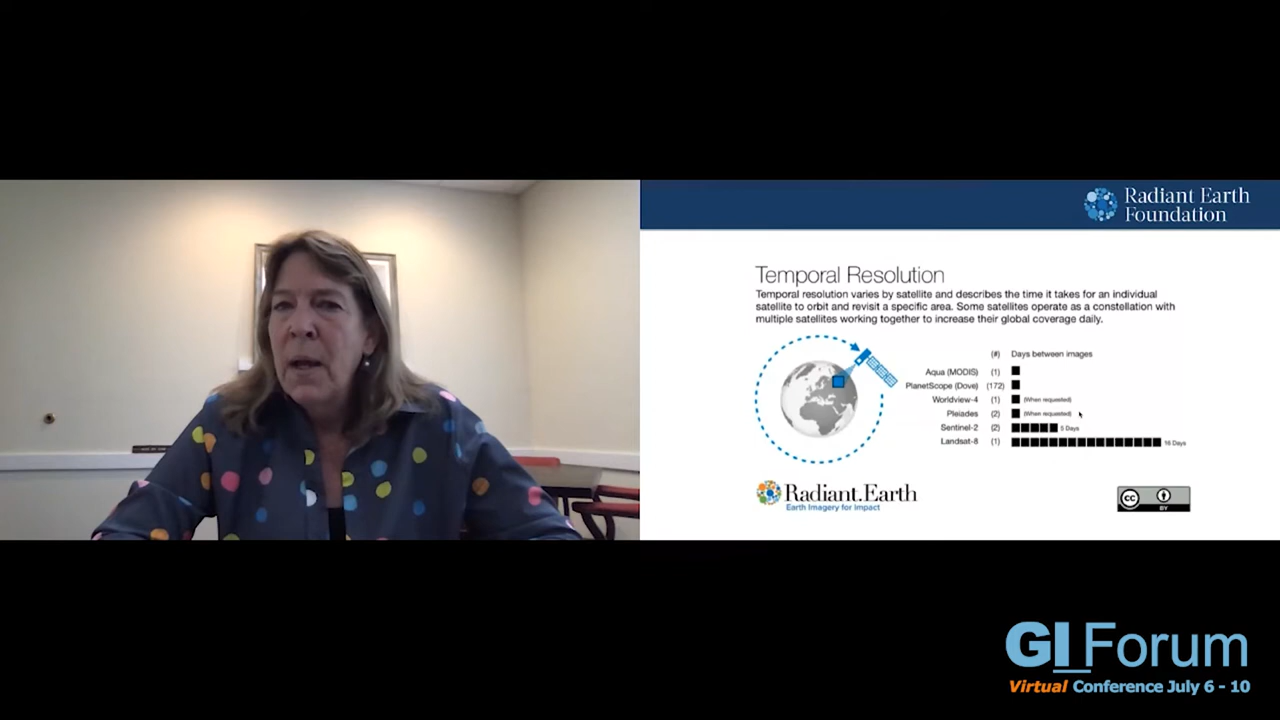 Radiant Earth
Foundation
Temporal Resolution
Temporal resolution varies by satellite and describes the time it takes for an individual
satellite to orbit and revisit a specific area. Some satellites operate as a constellation with
multiple satellites working together to increase their global coverage daily.
(#) Days between images
Aqua (MODIS) (1)
PlanetScope (Dove) (172)
Worldview-4 (1) (When requested)
Pleiades (2) (When requested)
Sentinel-2 (2) 5 Days
Landsat-8 (1) 16 Days
Radiant.Earth
Earth Imagery for Impact
cc
BY
GI_Forum
Virtual Conference July 6 - 10